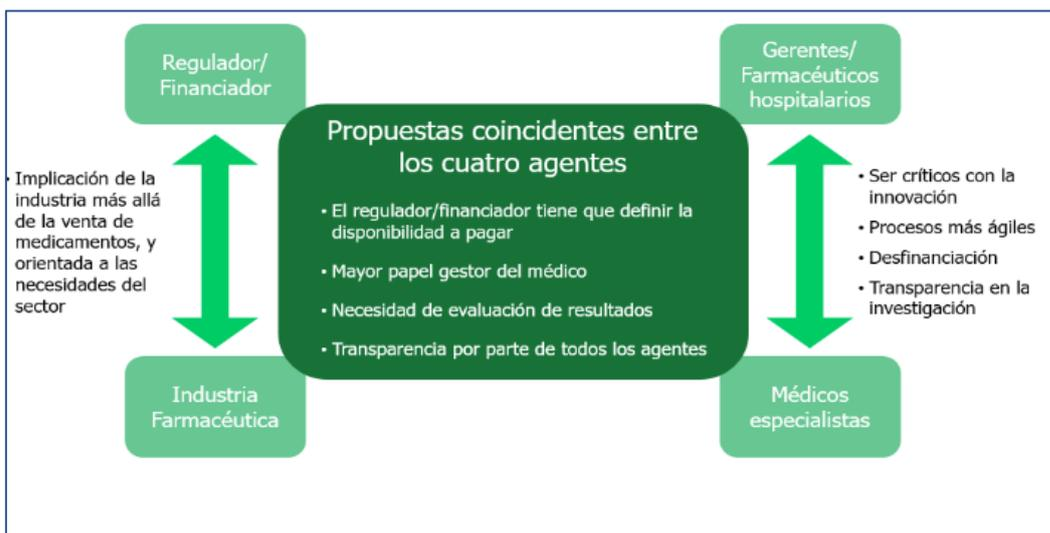 Regulador/
Financiador
Gerentes/
Farmacéuticos
hospitalarios
Propuestas coincidentes entre
los cuatro agentes
• El regulador/financiador tiene que definir la
disponibilidad a pagar
• Mayor papel gestor del médico
• Necesidad de evaluación de resultados
• Transparencia por parte de todos los agentes
• Implicación de la
industria más allá
de la venta de
medicamentos, y
orientada a las
necesidades del
sector
• Ser críticos con la
innovación
• Procesos más ágiles
• Desfinanciación
• Transparencia en la
investigación
Industria
Farmacéutica
Médicos
especialistas